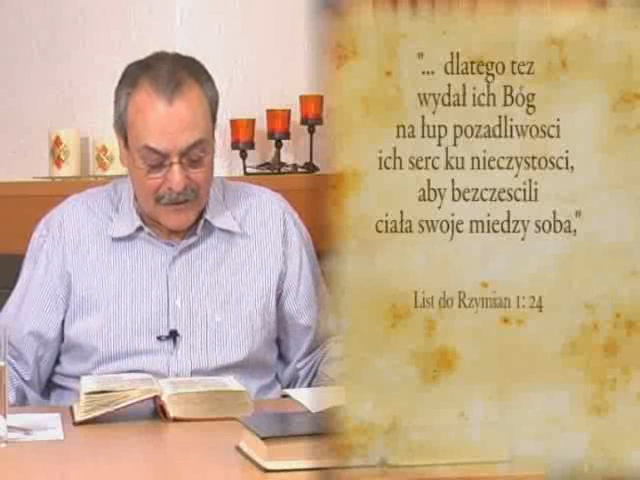 "... dlatego tez
wydał ich Bóg
na łup pozadliwosci
ich serc ku nieczystosci,
aby bezczescili
ciała swoje miedzy soba,"
List do Rzymian 1: 24